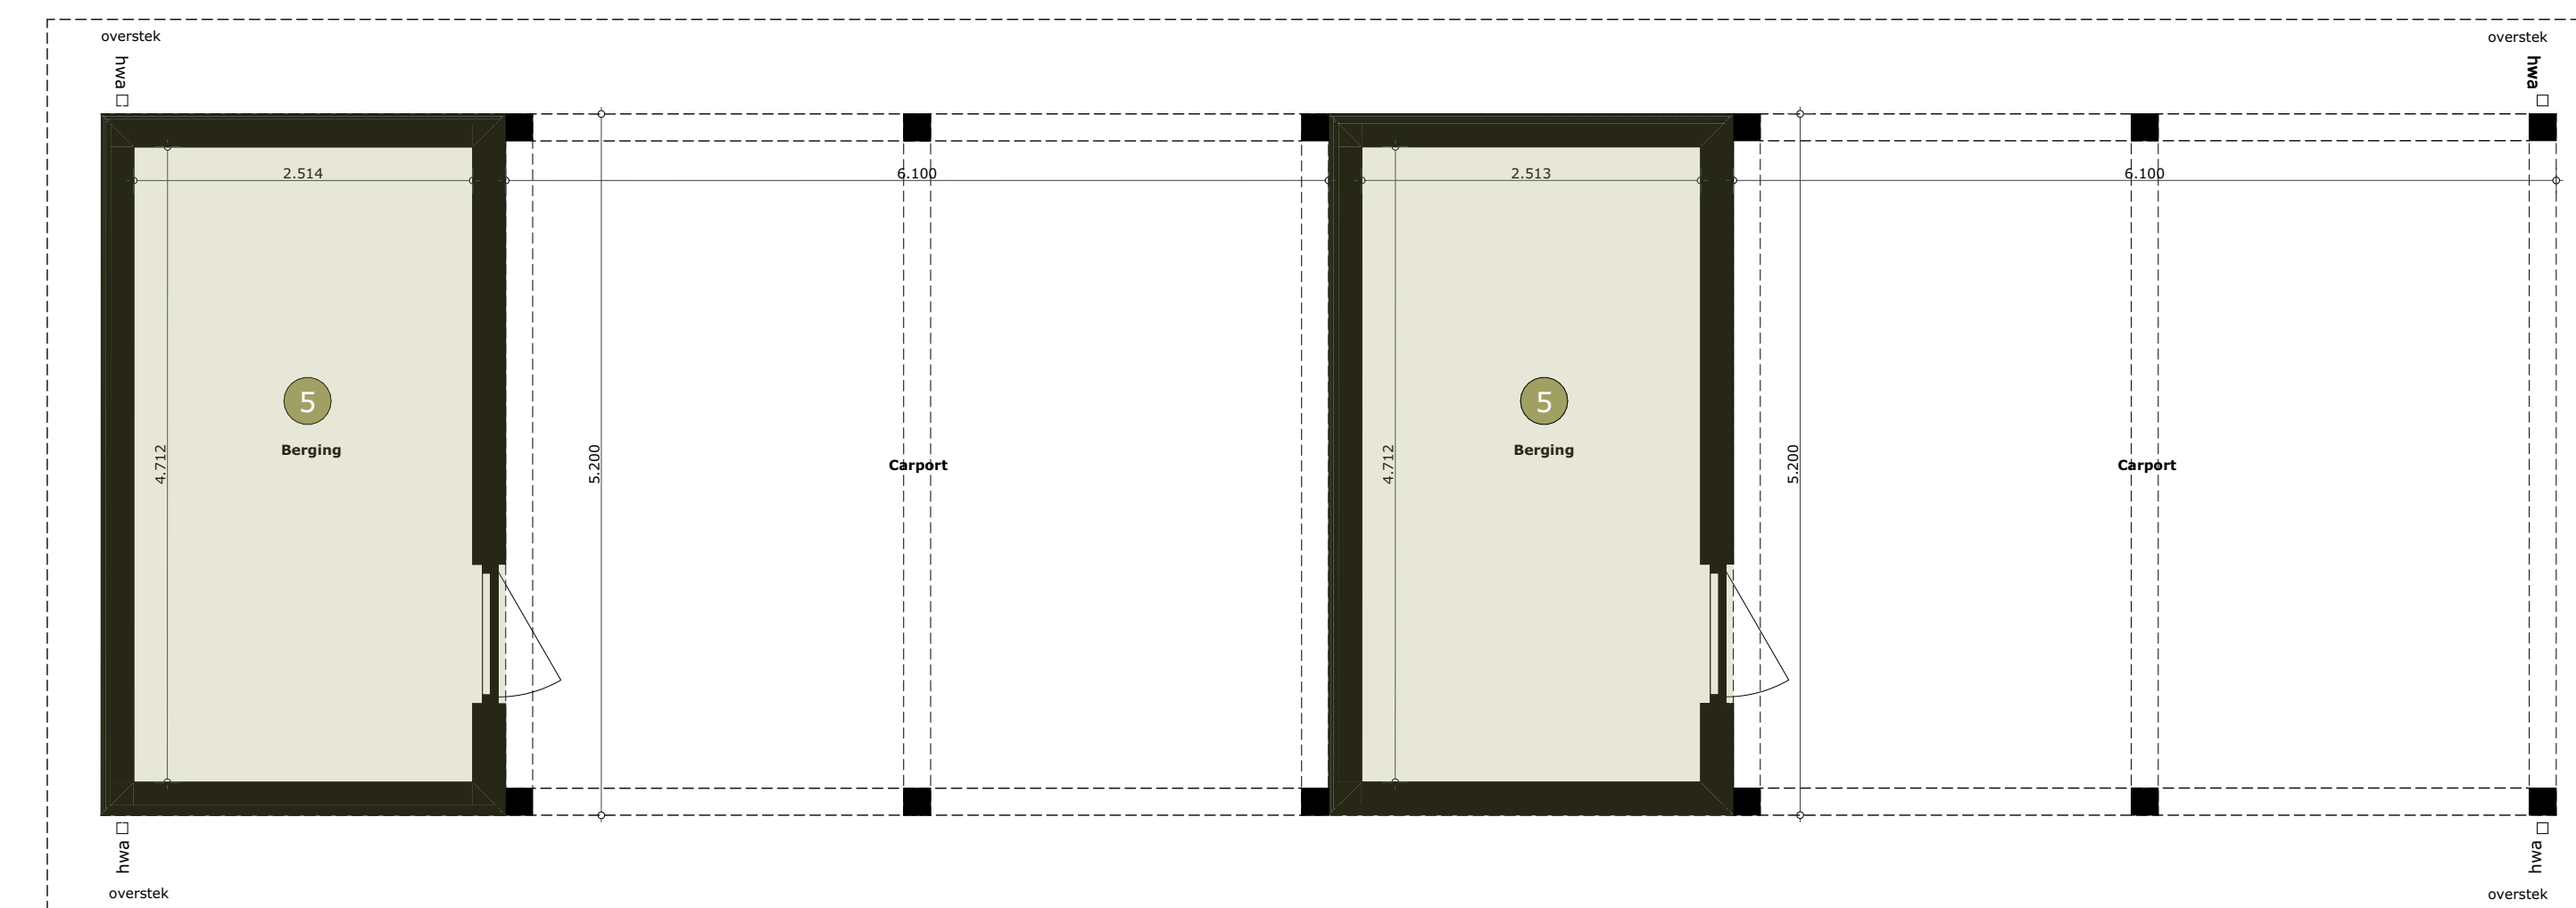 overstek
overstek
hwa
hwa
2.514
6.100
2.513
6.100
5
5
Berging
Berging
4.712
5.200
Carport
4.712
5.200
Carport
hwa
hwa
overstek
overstek